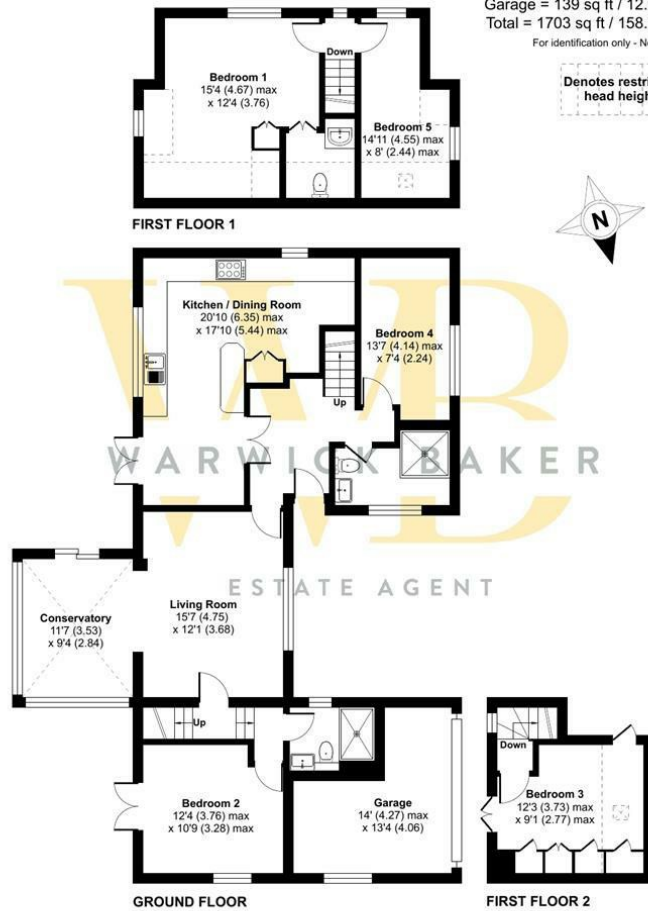 Garage = 139 sq ft / 12.
Total = 1703 sq ft / 158.
For identification only - No
Denotes restri
head heigh
N
Down
Bedroom 1
15'4 (4.67) max
x 12'4 (3.76)
Bedroom 5
14'11 (4.55) max
x 8' (2.44) max
FIRST FLOOR 1
Kitchen / Dining Room
20'10 (6.35) max
x 17'10 (5.44) max
Bedroom 4
13'7 (4.14) max
x 7'4 (2.24)
Up
WB
WARWICK BAKER
ESTATE AGENT
Conservatory
11'7 (3.53)
x 9'4 (2.84)
Living Room
15'7 (4.75)
x 12'1 (3.68)
Up
Bedroom 2
12'4 (3.76) max
x 10'9 (3.28) max
Garage
14' (4.27) max
x 13'4 (4.06)
Down
Bedroom 3
12'3 (3.73) max
x 9'1 (2.77) max
GROUND FLOOR
FIRST FLOOR 2